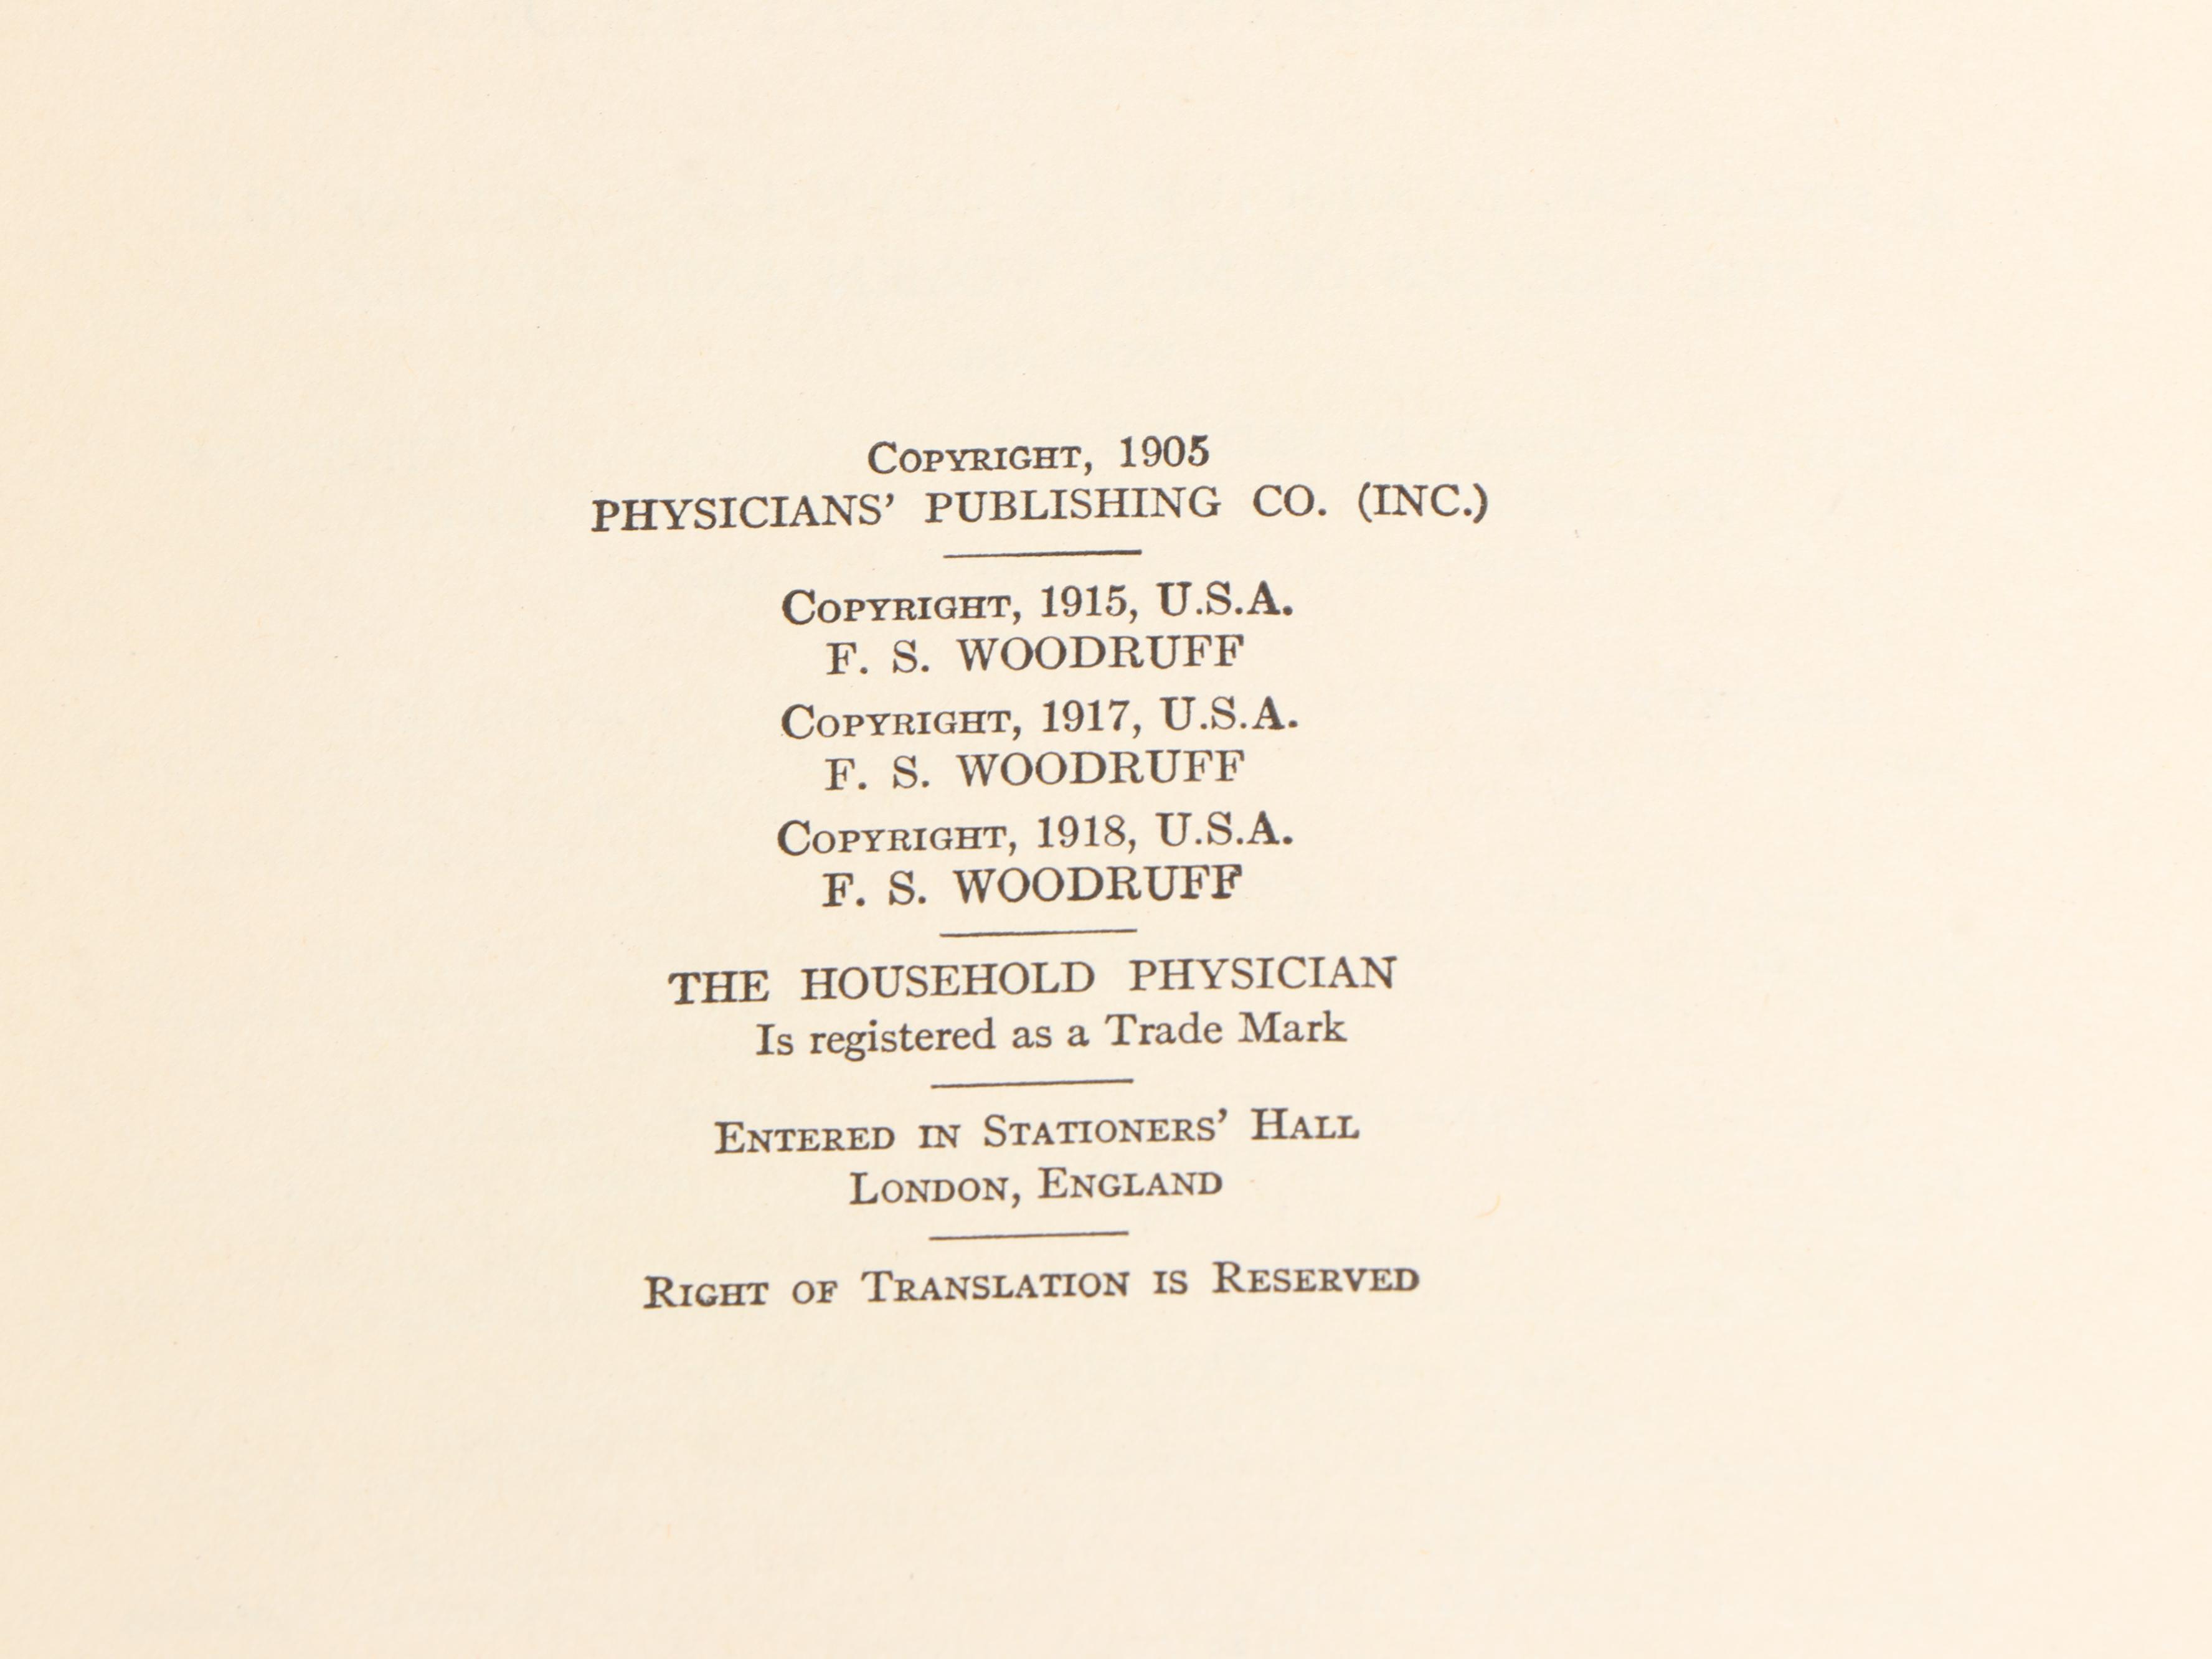 Copyright, 1905
PHYSICIANS' PUBLISHING CO. (INC.)
Copyright, 1915, U.S.A.
F. S. WOODRUFF
Copyright, 1917, U.S.A.
F. S. WOODRUFF
Copyright, 1918, U.S.A.
F. S. WOODRUFF
THE HOUSEHOLD PHYSICIAN
Is registered as a Trade Mark
Entered in Stationers' Hall
London, England
Right of Translation is Reserved